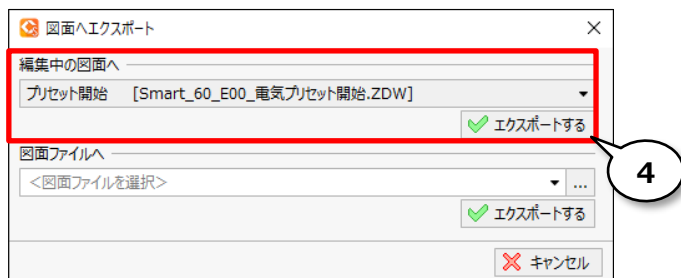 図面へエクスポート
編集中の図面へ
プリセット開始 [Smart_60_E00_電気プリセット開始.ZDW]
エクスポートする
図面ファイルへ
<図面ファイルを選択>
...
エクスポートする
4
キャンセル